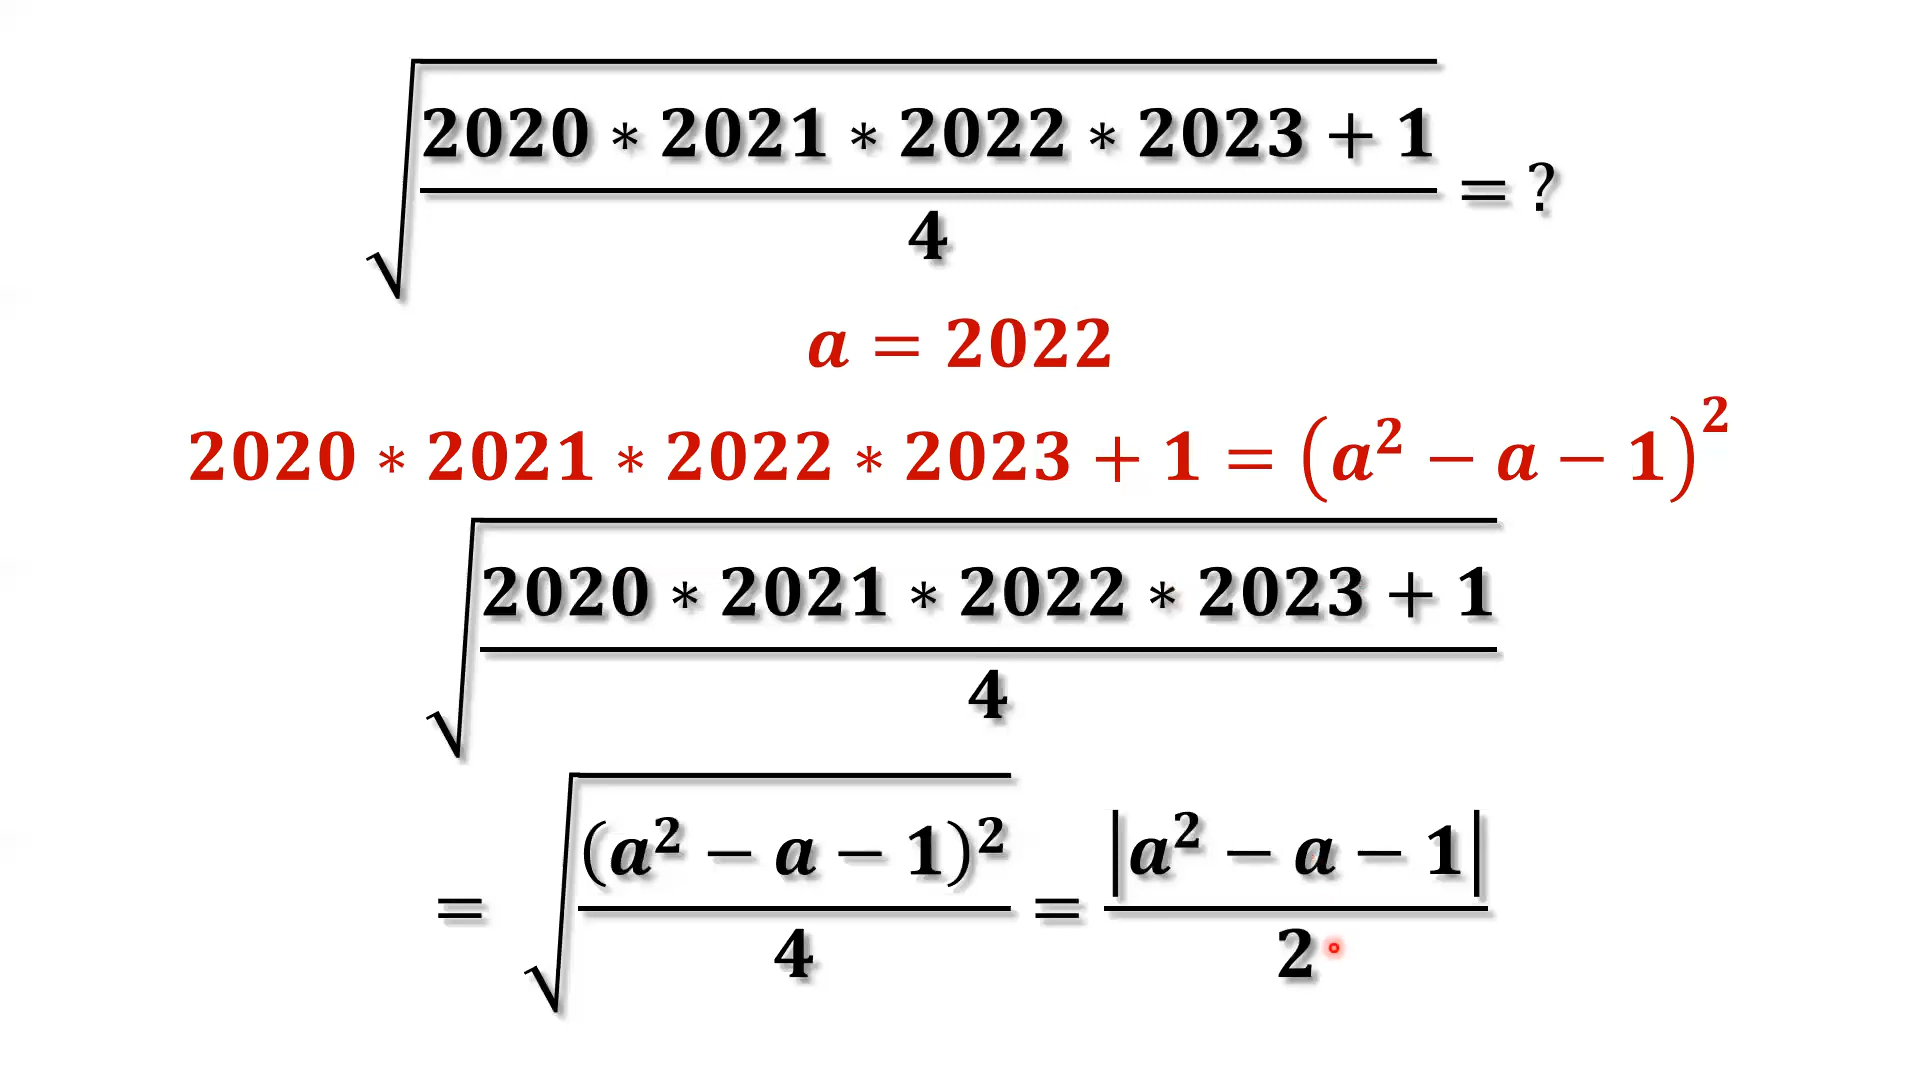 √((2020 * 2021 * 2022 * 2023 + 1)/4) = ?
a = 2022
2020 * 2021 * 2022 * 2023 + 1 = (a² − a − 1)²
√((2020 * 2021 * 2022 * 2023 + 1)/4)
= √((a² − a − 1)²/4) = |a² − a − 1|/2